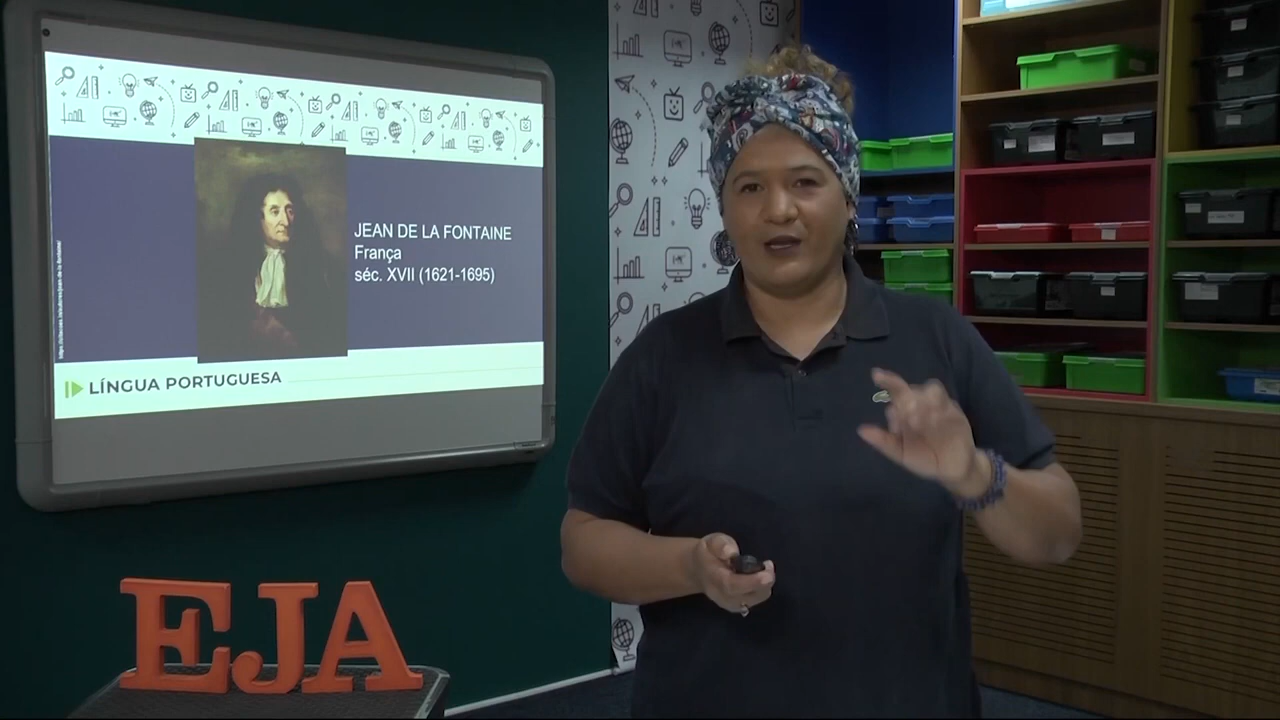 JEAN DE LA FONTAINE
França
séc. XVII (1621-1695)
LÍNGUA PORTUGUESA
EJA